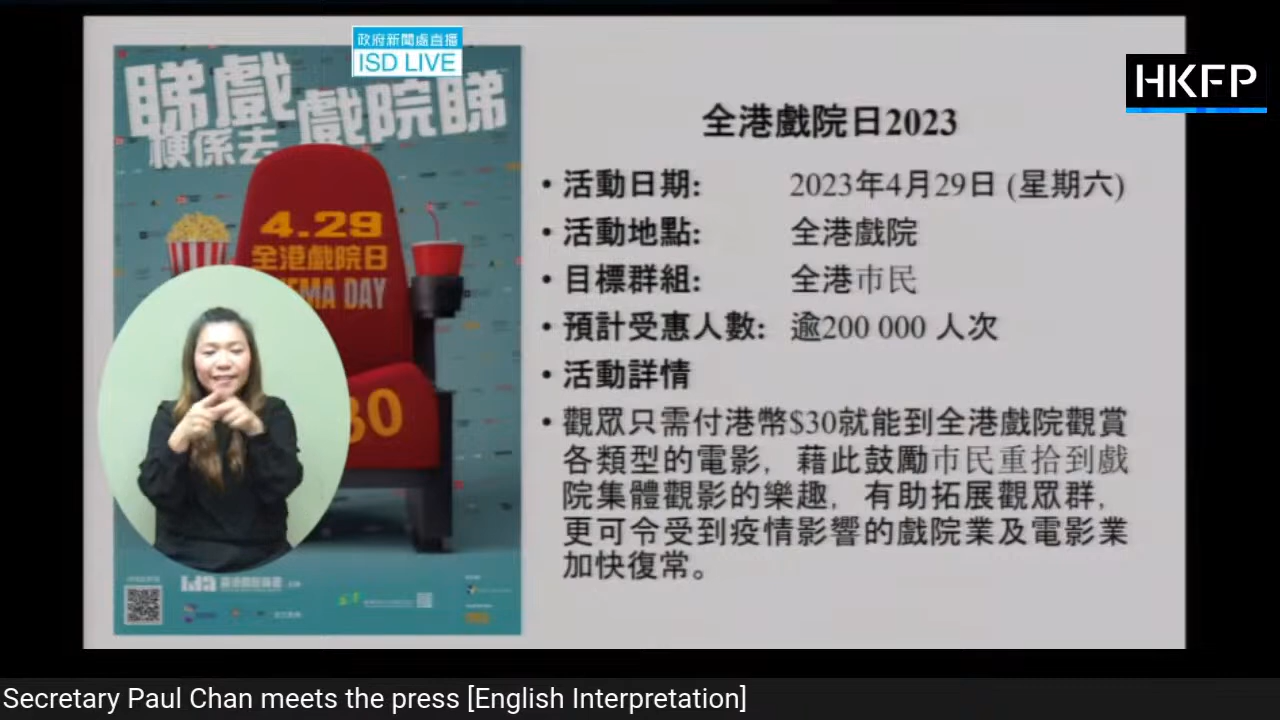 政府新聞處直播
ISD LIVE
HKFP
睇戲
梗係去
戲院睇
4.29
全港戲院日
CINEMA DAY
$30
全港戲院日2023
• 活動日期: 2023年4月29日 (星期六)
• 活動地點: 全港戲院
• 目標群組: 全港市民
• 預計受惠人數: 逾200 000 人次
• 活動詳情
• 觀眾只需付港幣$30就能到全港戲院觀賞
各類型的電影，藉此鼓勵市民重拾到戲
院集體觀影的樂趣，有助拓展觀眾群，
更可令受到疫情影響的戲院業及電影業
加快復常。
Secretary Paul Chan meets the press [English Interpretation]